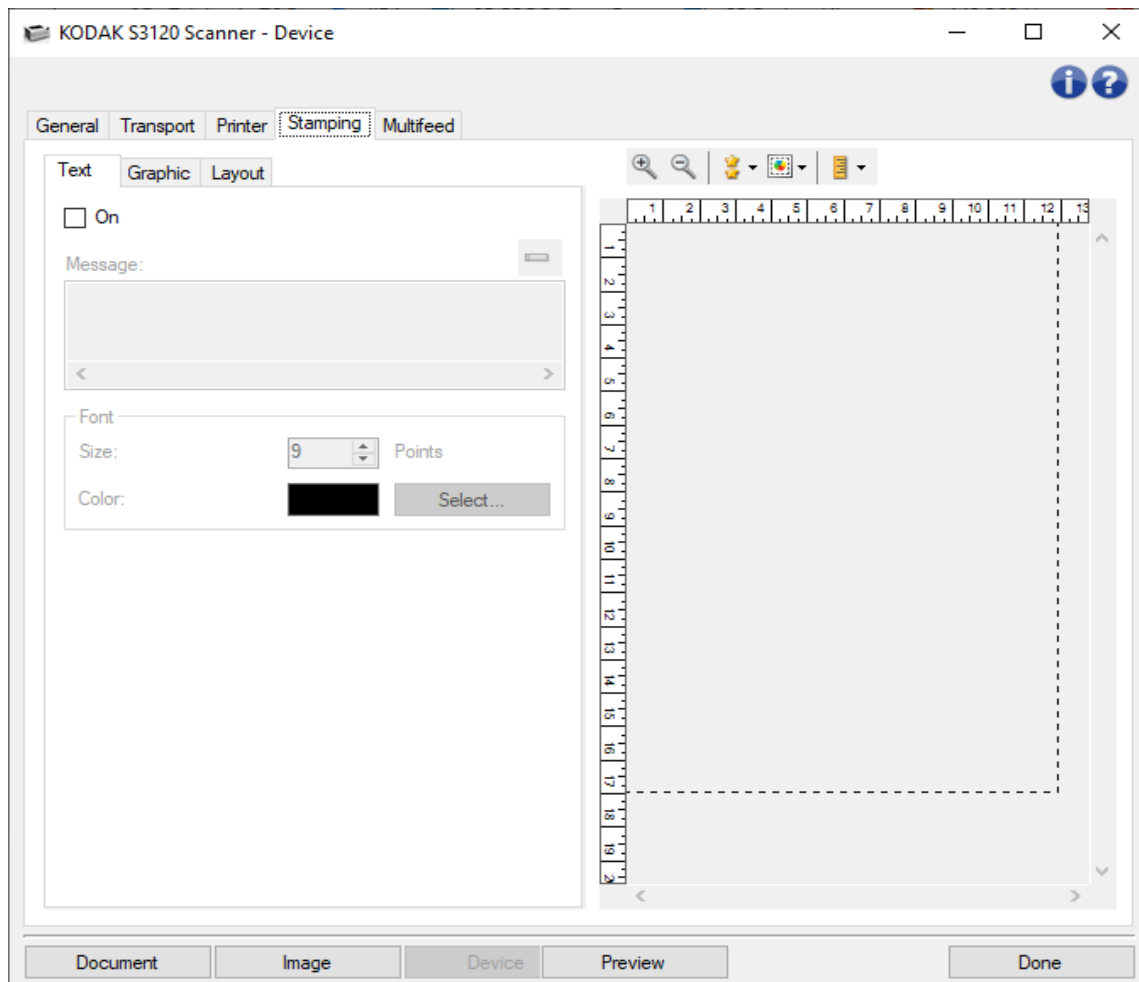 KODAK S3120 Scanner - Device
General Transport Printer Stamping Multifeed
Text Graphic Layout
On
Message:
Font
Size: 9 Points
Color: Select...
1 2 3 4 5 6 7 8 9 10 11 12 13
1
2
3
4
5
6
7
8
9
10
11
12
13
14
15
16
17
18
19
Document Image Device Preview Done